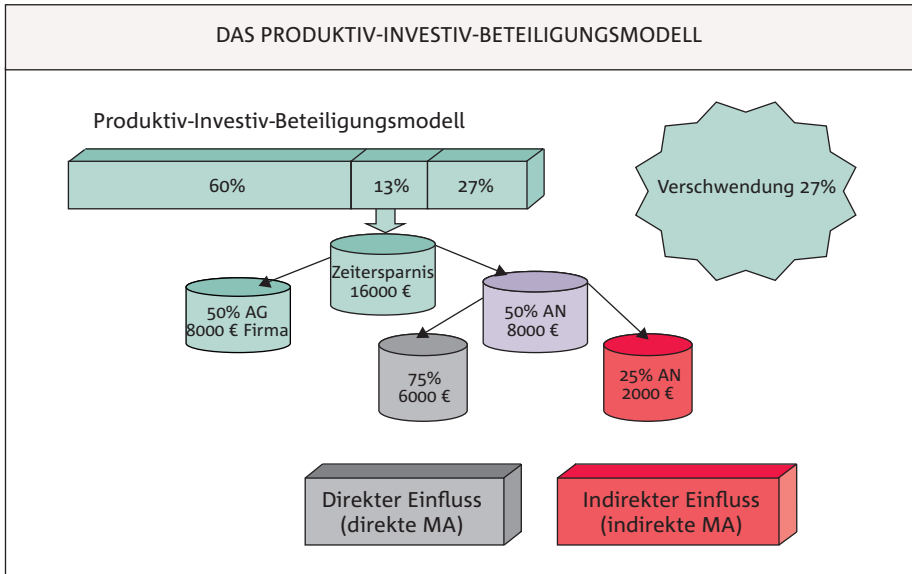 DAS PRODUKTIV-INVESTIV-BETEILIGUNGSMODELL
Produktiv-Investiv-Beteiligungsmodell
60%
13%
27%
Verschwendung 27%
Zeitersparnis
16000 €
50% AG
8000 € Firma
50% AN
8000 €
75%
6000 €
25% AN
2000 €
Direkter Einfluss
(direkte MA)
Indirekter Einfluss
(indirekte MA)